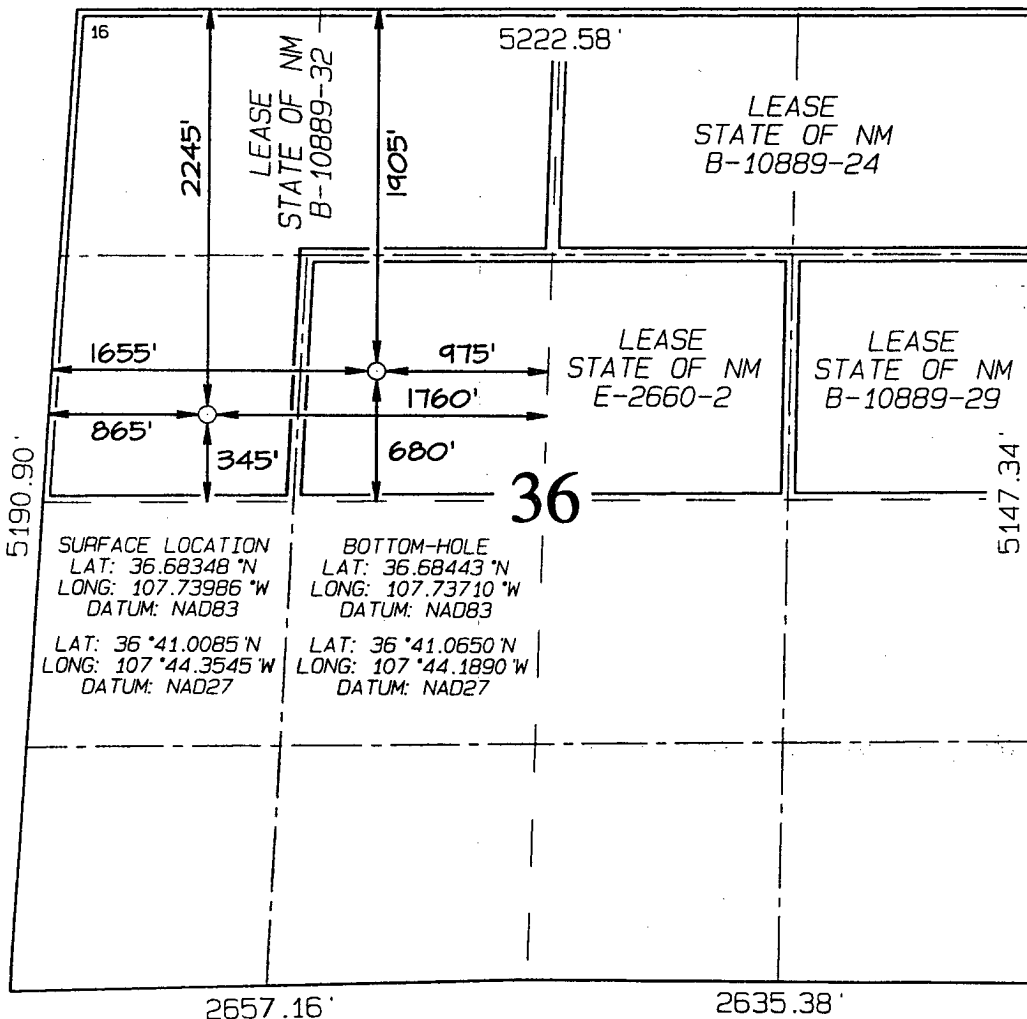 16
5222.58'
LEASE
STATE OF NM
B-10889-32
2245'
1905'
LEASE
STATE OF NM
B-10889-24
1655'
975'
LEASE
STATE OF NM
E-2660-2
LEASE
STATE OF NM
B-10889-29
865'
1760'
345'
680'
36
5190.90'
5147.34'
SURFACE LOCATION
LAT: 36.68348 °N
LONG: 107.73986 °W
DATUM: NAD83
LAT: 36 °41.0085 'N
LONG: 107 °44.3545 'W
DATUM: NAD27
BOTTOM-HOLE
LAT: 36.68443 °N
LONG: 107.73710 °W
DATUM: NAD83
LAT: 36 °41.0650 'N
LONG: 107 °44.1890 'W
DATUM: NAD27
2657.16'
2635.38'